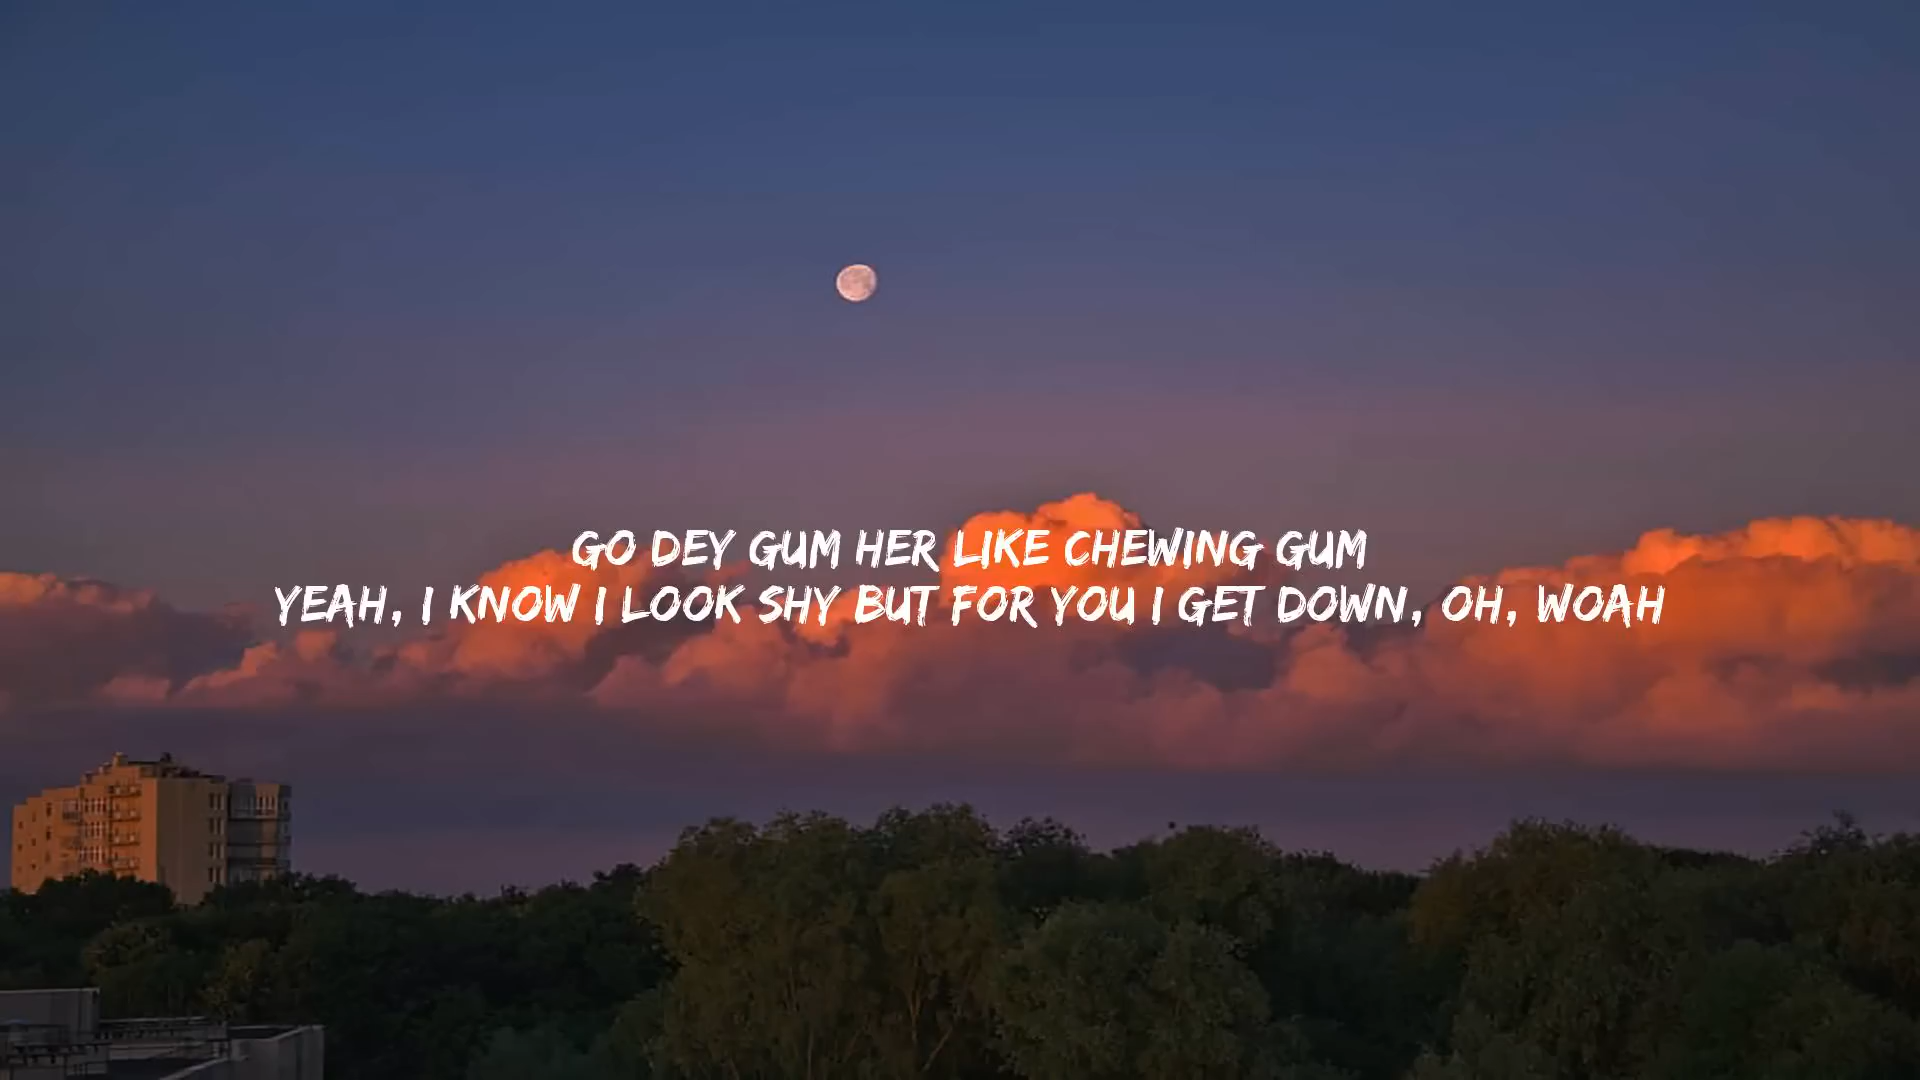 GO DEY GUM HER LIKE CHEWING GUM
YEAH, I KNOW I LOOK SHY BUT FOR YOU I GET DOWN, OH, WOAH